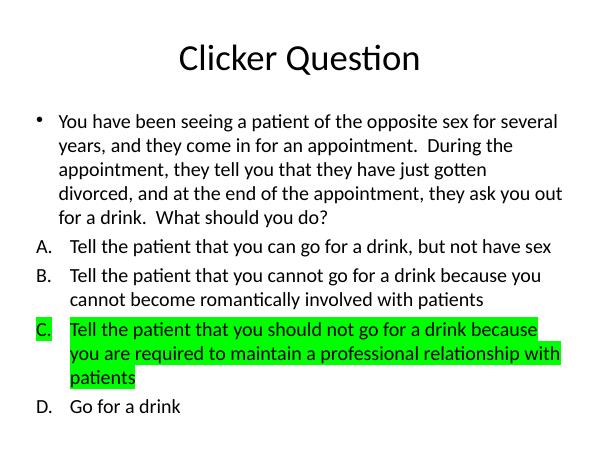 Clicker Question
• You have been seeing a patient of the opposite sex for several
years, and they come in for an appointment.  During the
appointment, they tell you that they have just gotten
divorced, and at the end of the appointment, they ask you out
for a drink.  What should you do?
A. Tell the patient that you can go for a drink, but not have sex
B. Tell the patient that you cannot go for a drink because you
cannot become romantically involved with patients
C. Tell the patient that you should not go for a drink because
you are required to maintain a professional relationship with
patients
D. Go for a drink